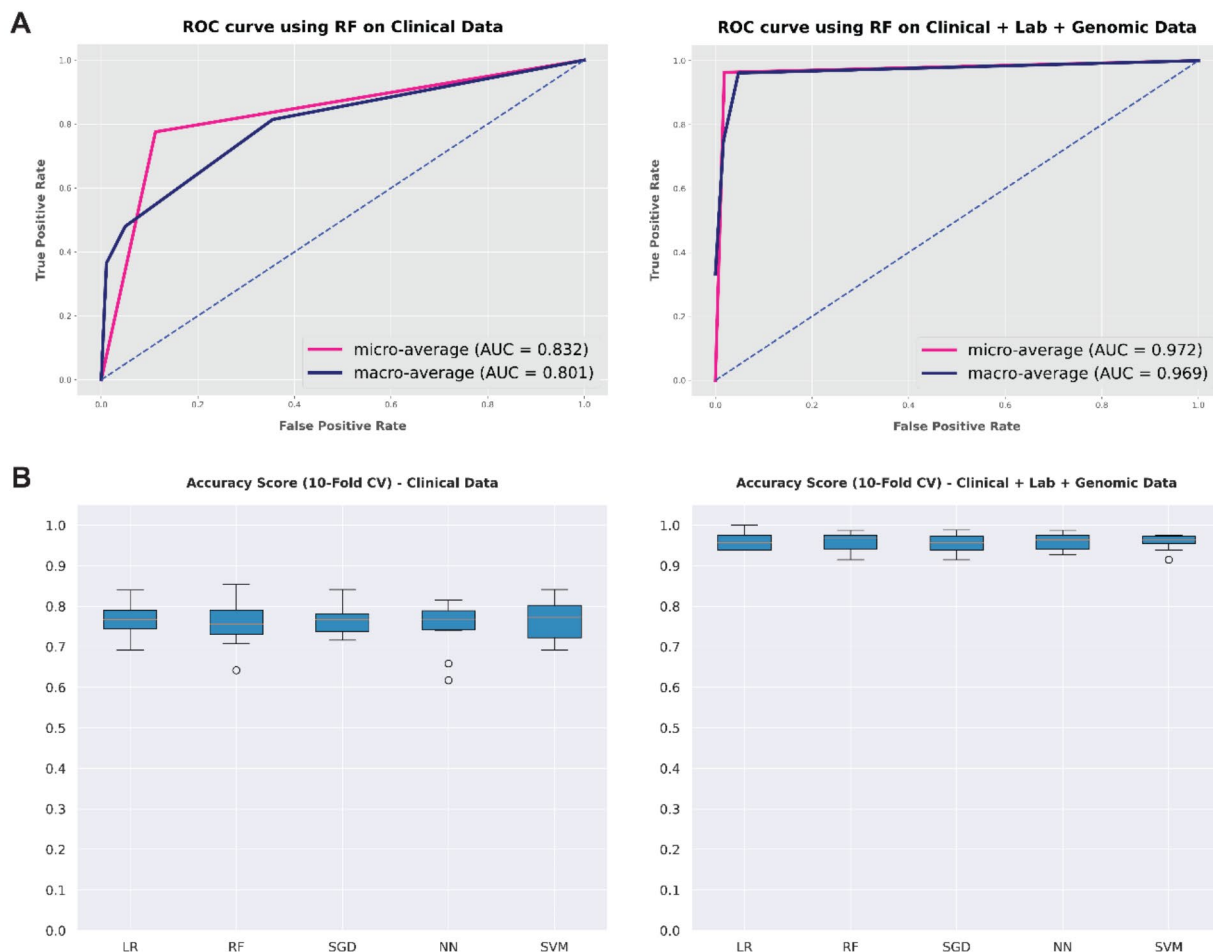 A
ROC curve using RF on Clinical Data
1.0
0.8
0.6
0.4
0.2
0.0
True Positive Rate
micro-average (AUC = 0.832)
macro-average (AUC = 0.801)
0.0 0.2 0.4 0.6 0.8 1.0
False Positive Rate
ROC curve using RF on Clinical + Lab + Genomic Data
1.0
0.8
0.6
0.4
0.2
0.0
True Positive Rate
micro-average (AUC = 0.972)
macro-average (AUC = 0.969)
0.0 0.2 0.4 0.6 0.8 1.0
False Positive Rate
B
Accuracy Score (10-Fold CV) - Clinical Data
1.0
0.9
0.8
0.7
0.6
0.5
0.4
0.3
0.2
0.1
0.0
LR RF SGD NN SVM
Accuracy Score (10-Fold CV) - Clinical + Lab + Genomic Data
1.0
0.9
0.8
0.7
0.6
0.5
0.4
0.3
0.2
0.1
0.0
LR RF SGD NN SVM